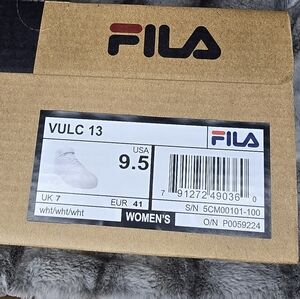 FILA
VULC 13
USA
9.5
FILA
UK 7
EUR 41
7 91272 49036 0
wht/wht/wht
WOMEN'S
S/N 5CM00101-100
O/N P0059224